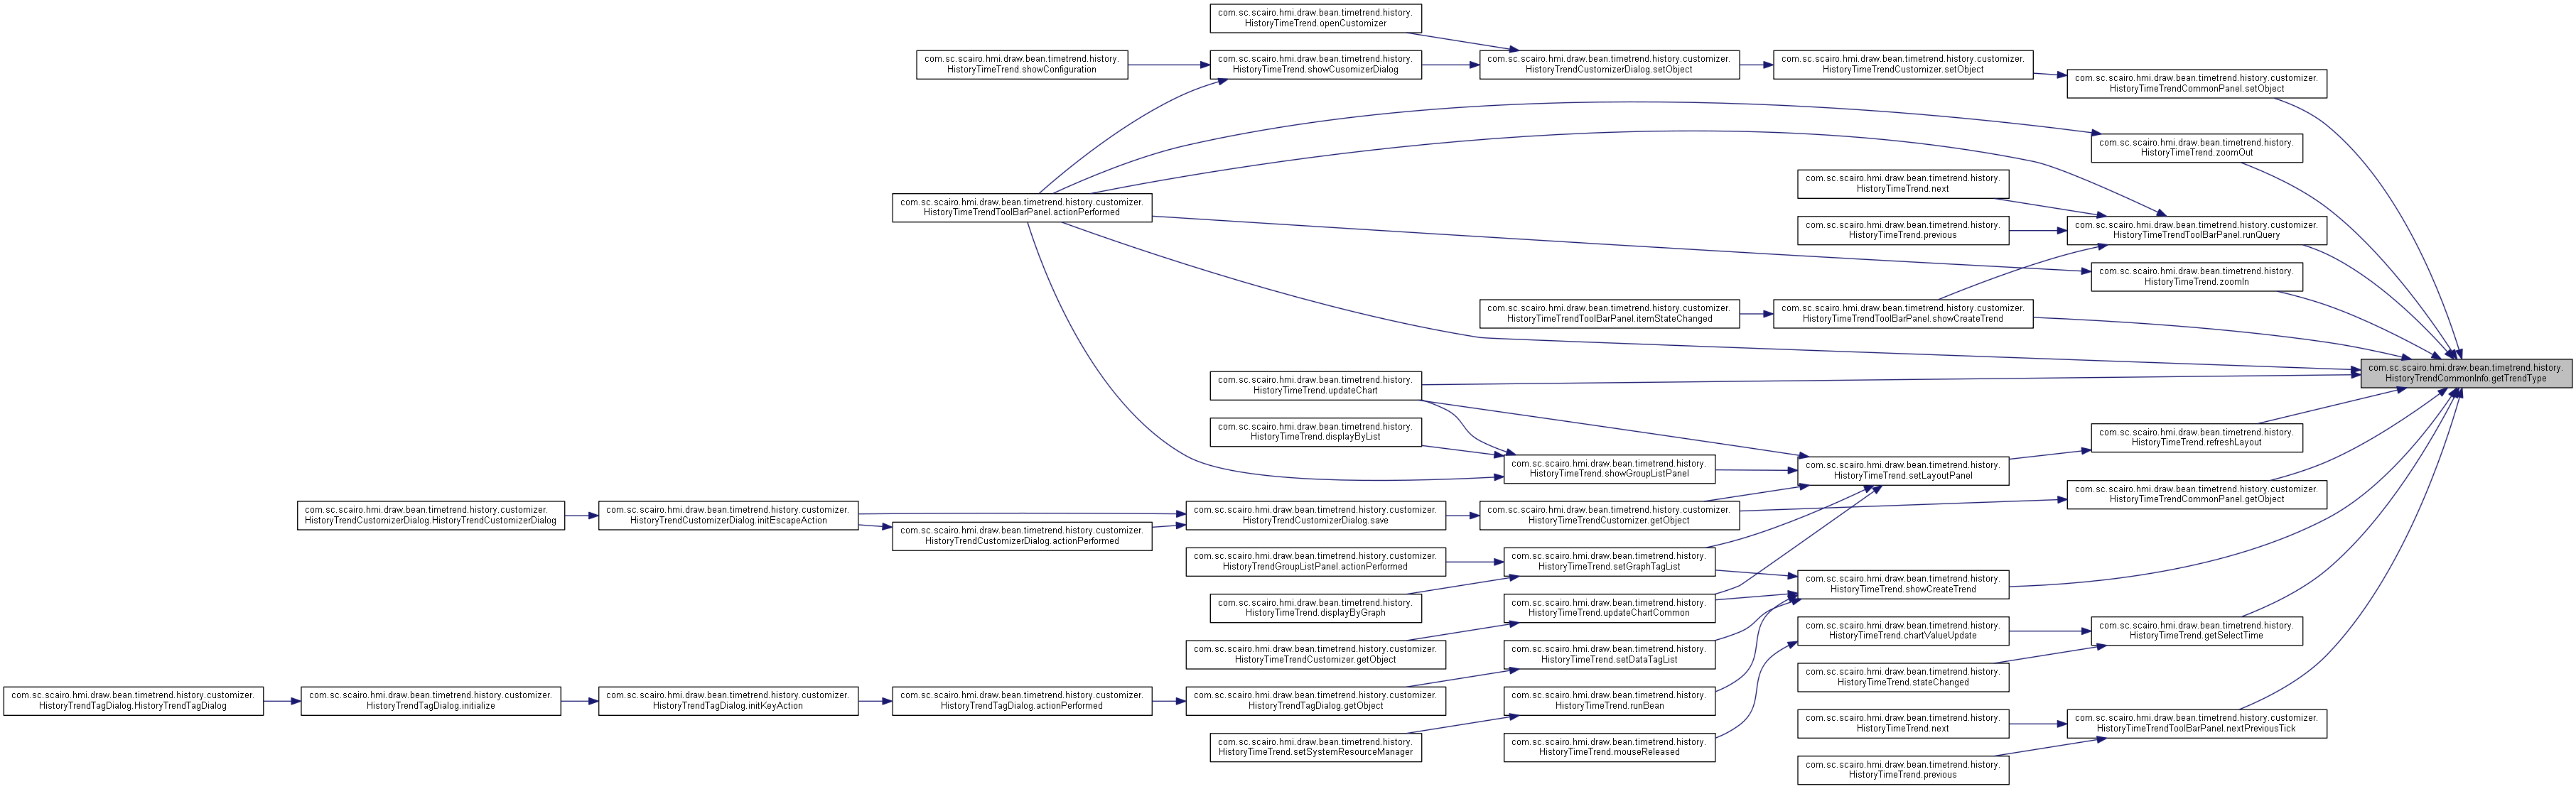 com.sc.scairo.hmi.draw.bean.timetrend.history.
HistoryTimeTrend.openCustomizer
com.sc.scairo.hmi.draw.bean.timetrend.history.
HistoryTimeTrend.showConfiguration
com.sc.scairo.hmi.draw.bean.timetrend.history.
HistoryTimeTrend.showCusomizerDialog
com.sc.scairo.hmi.draw.bean.timetrend.history.customizer.
HistoryTrendCustomizerDialog.setObject
com.sc.scairo.hmi.draw.bean.timetrend.history.customizer.
HistoryTimeTrendCustomizer.setObject
com.sc.scairo.hmi.draw.bean.timetrend.history.customizer.
HistoryTimeTrendCommonPanel.setObject
com.sc.scairo.hmi.draw.bean.timetrend.history.
HistoryTimeTrend.zoomOut
com.sc.scairo.hmi.draw.bean.timetrend.history.
HistoryTimeTrend.next
com.sc.scairo.hmi.draw.bean.timetrend.history.customizer.
HistoryTimeTrendToolBarPanel.actionPerformed
com.sc.scairo.hmi.draw.bean.timetrend.history.
HistoryTimeTrend.previous
com.sc.scairo.hmi.draw.bean.timetrend.history.customizer.
HistoryTimeTrendToolBarPanel.runQuery
com.sc.scairo.hmi.draw.bean.timetrend.history.
HistoryTimeTrend.zoomIn
com.sc.scairo.hmi.draw.bean.timetrend.history.customizer.
HistoryTimeTrendToolBarPanel.itemStateChanged
com.sc.scairo.hmi.draw.bean.timetrend.history.customizer.
HistoryTimeTrendToolBarPanel.showCreateTrend
com.sc.scairo.hmi.draw.bean.timetrend.history.
HistoryTrendCommonInfo.getTrendType
com.sc.scairo.hmi.draw.bean.timetrend.history.
HistoryTimeTrend.updateChart
com.sc.scairo.hmi.draw.bean.timetrend.history.
HistoryTimeTrend.displayByList
com.sc.scairo.hmi.draw.bean.timetrend.history.
HistoryTimeTrend.refreshLayout
com.sc.scairo.hmi.draw.bean.timetrend.history.
HistoryTimeTrend.showGroupListPanel
com.sc.scairo.hmi.draw.bean.timetrend.history.
HistoryTimeTrend.setLayoutPanel
com.sc.scairo.hmi.draw.bean.timetrend.history.customizer.
HistoryTimeTrendCommonPanel.getObject
com.sc.scairo.hmi.draw.bean.timetrend.history.customizer.
HistoryTrendCustomizerDialog.HistoryTrendCustomizerDialog
com.sc.scairo.hmi.draw.bean.timetrend.history.customizer.
HistoryTrendCustomizerDialog.initEscapeAction
com.sc.scairo.hmi.draw.bean.timetrend.history.customizer.
HistoryTrendCustomizerDialog.save
com.sc.scairo.hmi.draw.bean.timetrend.history.customizer.
HistoryTimeTrendCustomizer.getObject
com.sc.scairo.hmi.draw.bean.timetrend.history.customizer.
HistoryTrendCustomizerDialog.actionPerformed
com.sc.scairo.hmi.draw.bean.timetrend.history.customizer.
HistoryTrendGroupListPanel.actionPerformed
com.sc.scairo.hmi.draw.bean.timetrend.history.
HistoryTimeTrend.setGraphTagList
com.sc.scairo.hmi.draw.bean.timetrend.history.
HistoryTimeTrend.showCreateTrend
com.sc.scairo.hmi.draw.bean.timetrend.history.
HistoryTimeTrend.displayByGraph
com.sc.scairo.hmi.draw.bean.timetrend.history.
HistoryTimeTrend.updateChartCommon
com.sc.scairo.hmi.draw.bean.timetrend.history.
HistoryTimeTrend.chartValueUpdate
com.sc.scairo.hmi.draw.bean.timetrend.history.
HistoryTimeTrend.getSelectTime
com.sc.scairo.hmi.draw.bean.timetrend.history.customizer.
HistoryTimeTrendCustomizer.getObject
com.sc.scairo.hmi.draw.bean.timetrend.history.
HistoryTimeTrend.setDataTagList
com.sc.scairo.hmi.draw.bean.timetrend.history.
HistoryTimeTrend.stateChanged
com.sc.scairo.hmi.draw.bean.timetrend.history.customizer.
HistoryTrendTagDialog.HistoryTrendTagDialog
com.sc.scairo.hmi.draw.bean.timetrend.history.customizer.
HistoryTrendTagDialog.initialize
com.sc.scairo.hmi.draw.bean.timetrend.history.customizer.
HistoryTrendTagDialog.initKeyAction
com.sc.scairo.hmi.draw.bean.timetrend.history.customizer.
HistoryTrendTagDialog.actionPerformed
com.sc.scairo.hmi.draw.bean.timetrend.history.customizer.
HistoryTrendTagDialog.getObject
com.sc.scairo.hmi.draw.bean.timetrend.history.
HistoryTimeTrend.runBean
com.sc.scairo.hmi.draw.bean.timetrend.history.
HistoryTimeTrend.next
com.sc.scairo.hmi.draw.bean.timetrend.history.customizer.
HistoryTimeTrendToolBarPanel.nextPreviousTick
com.sc.scairo.hmi.draw.bean.timetrend.history.
HistoryTimeTrend.setSystemResourceManager
com.sc.scairo.hmi.draw.bean.timetrend.history.
HistoryTimeTrend.mouseReleased
com.sc.scairo.hmi.draw.bean.timetrend.history.
HistoryTimeTrend.previous